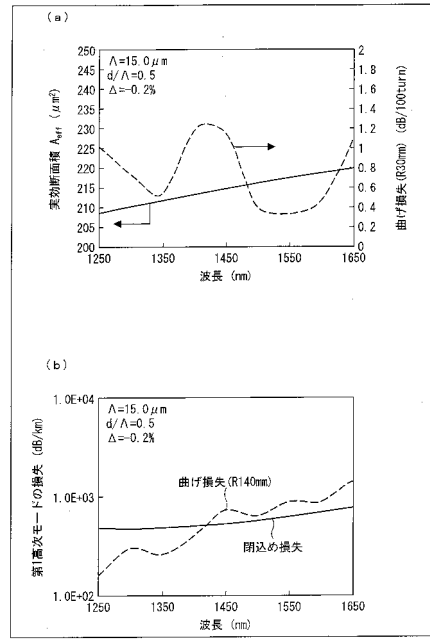 (a)
Λ=15.0μm
d/Λ=0.5
Δ=-0.2%
実効断面積 A_eff (μm²)
250
245
240
235
230
225
220
215
210
205
200
2
1.8
1.6
1.4
1.2
1
0.8
0.6
0.4
0.2
0
曲げ損失(R30mm) (dB/100turn)
1250 1350 1450 1550 1650
波長 (nm)
(b)
Λ=15.0μm
d/Λ=0.5
Δ=-0.2%
第1高次モードの損失 (dB/km)
1.0E+04
1.0E+03
1.0E+02
曲げ損失(R140mm)
閉込め損失
1250 1350 1450 1550 1650
波長 (nm)